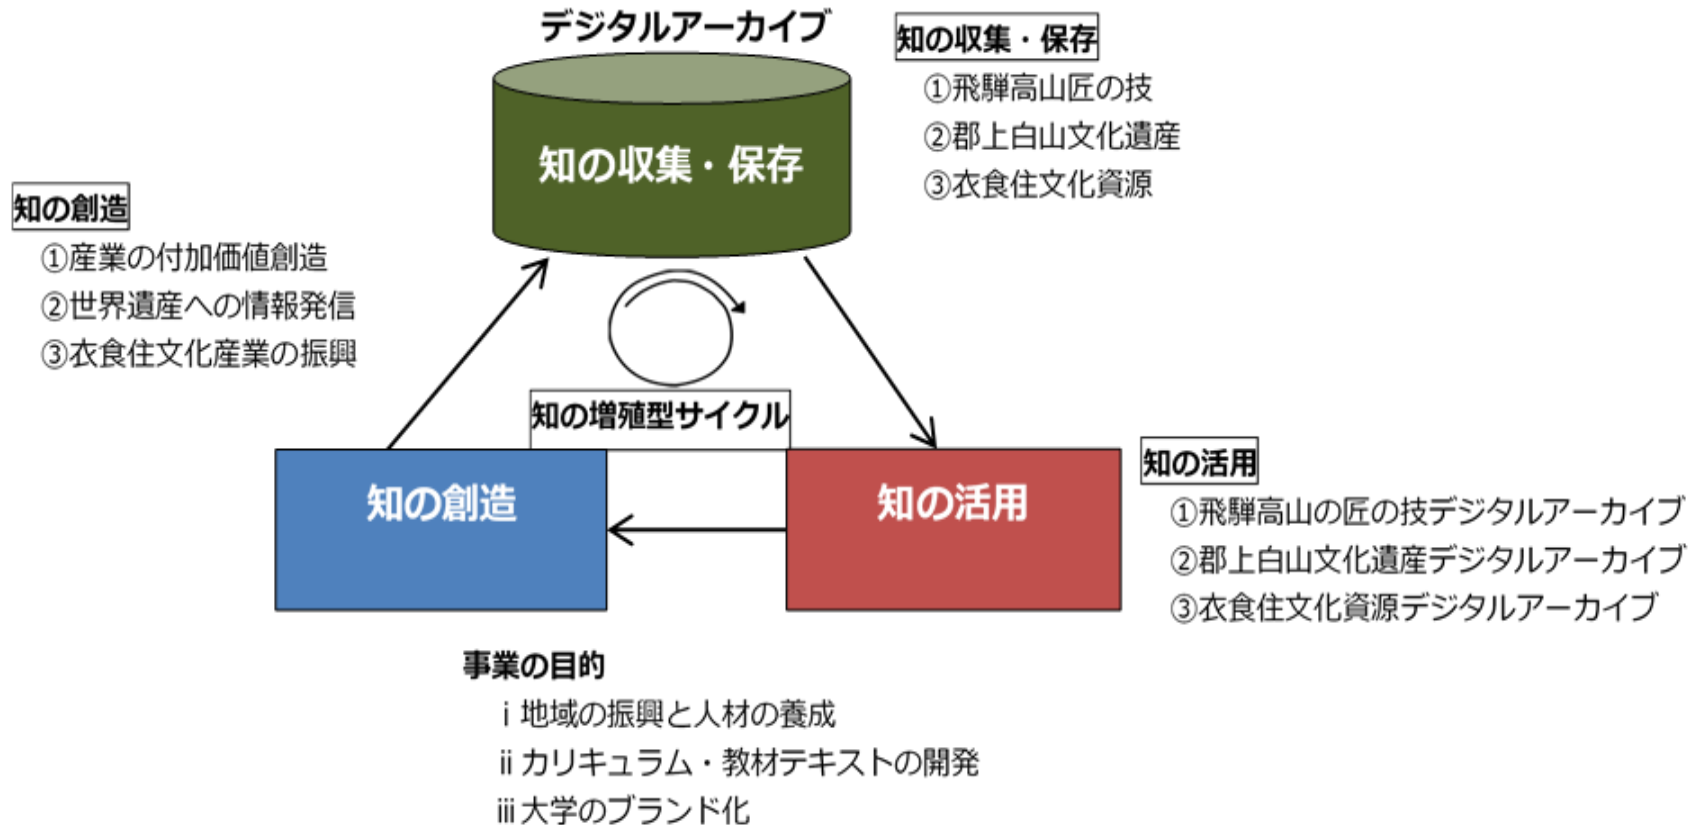 デジタルアーカイブ
知の収集・保存
知の収集・保存
①飛騨高山匠の技
②郡上白山文化遺産
③衣食住文化資源
知の創造
①産業の付加価値創造
②世界遺産への情報発信
③衣食住文化産業の振興
知の増殖型サイクル
知の創造
知の活用
知の活用
①飛騨高山の匠の技デジタルアーカイブ
②郡上白山文化遺産デジタルアーカイブ
③衣食住文化資源デジタルアーカイブ
事業の目的
ⅰ 地域の振興と人材の養成
ⅱ カリキュラム・教材テキストの開発
ⅲ 大学のブランド化